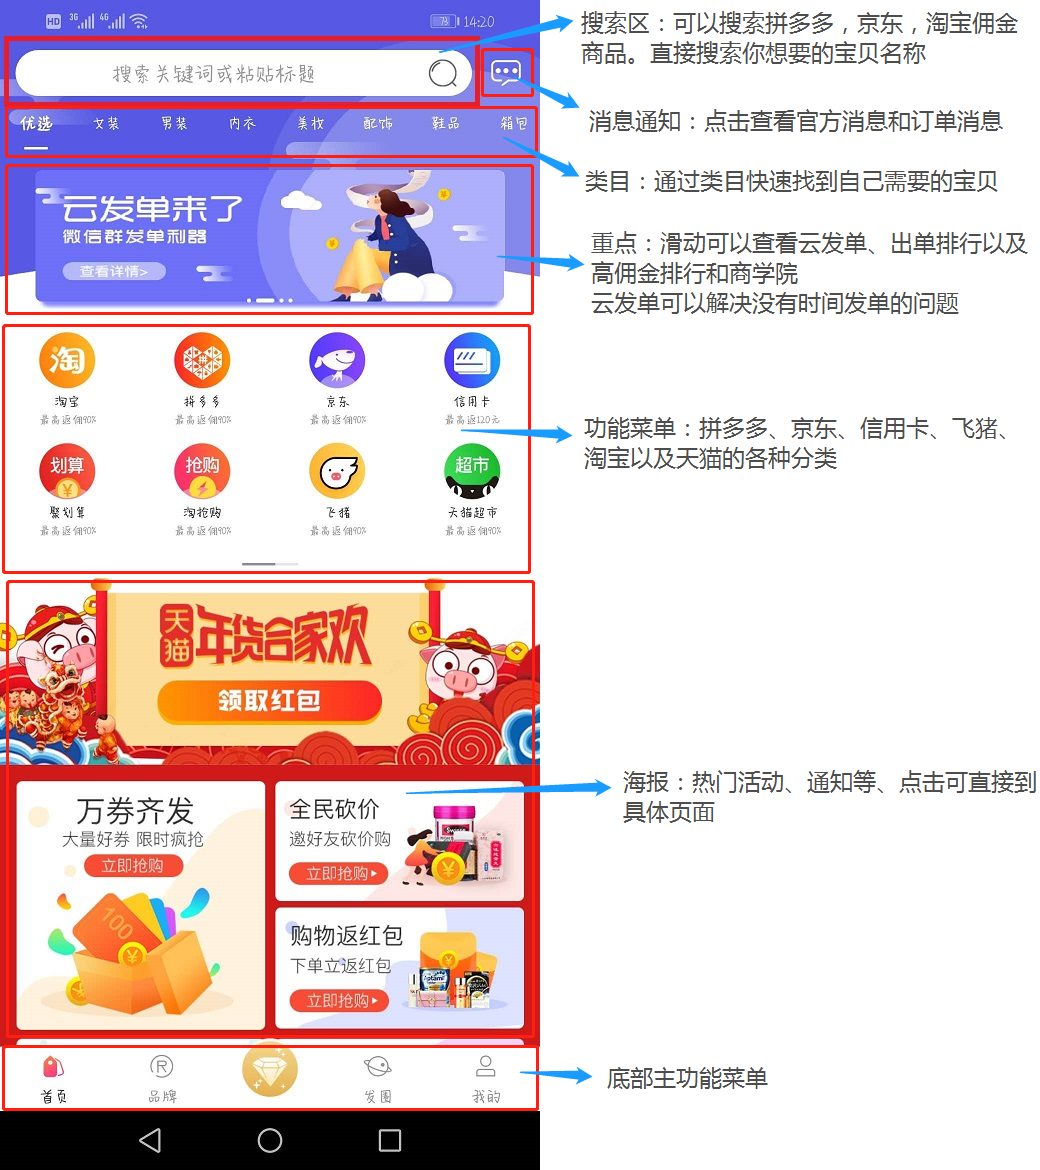 HD 3G 4G 73 14:20
搜索关键词或粘贴标题
优选 女装 男装 内衣 美妆 配饰 鞋品 箱包
云发单来了
微信群发单利器
查看详情>
淘
淘宝
最高返佣90%
拼
拼多多
最高返佣90%
京东
最高返佣90%
信用卡
最高返120元
划算
聚划算
最高返佣90%
抢购
淘抢购
最高返佣90%
飞猪
最高返佣90%
超市
天猫超市
最高返佣90%
天猫 年货合家欢
领取红包
万券齐发
大量好券 限时疯抢
立即抢购
100
全民砍价
邀好友砍价购
立即抢购
购物返红包
下单立返红包
立即抢购
首页 品牌 发圈 我的
搜索区：可以搜索拼多多，京东，淘宝佣金
商品。直接搜索你想要的宝贝名称
消息通知：点击查看官方消息和订单消息
类目：通过类目快速找到自己需要的宝贝
重点：滑动可以查看云发单、出单排行以及
高佣金排行和商学院
云发单可以解决没有时间发单的问题
功能菜单：拼多多、京东、信用卡、飞猪、
淘宝以及天猫的各种分类
海报：热门活动、通知等、点击可直接到
具体页面
底部主功能菜单